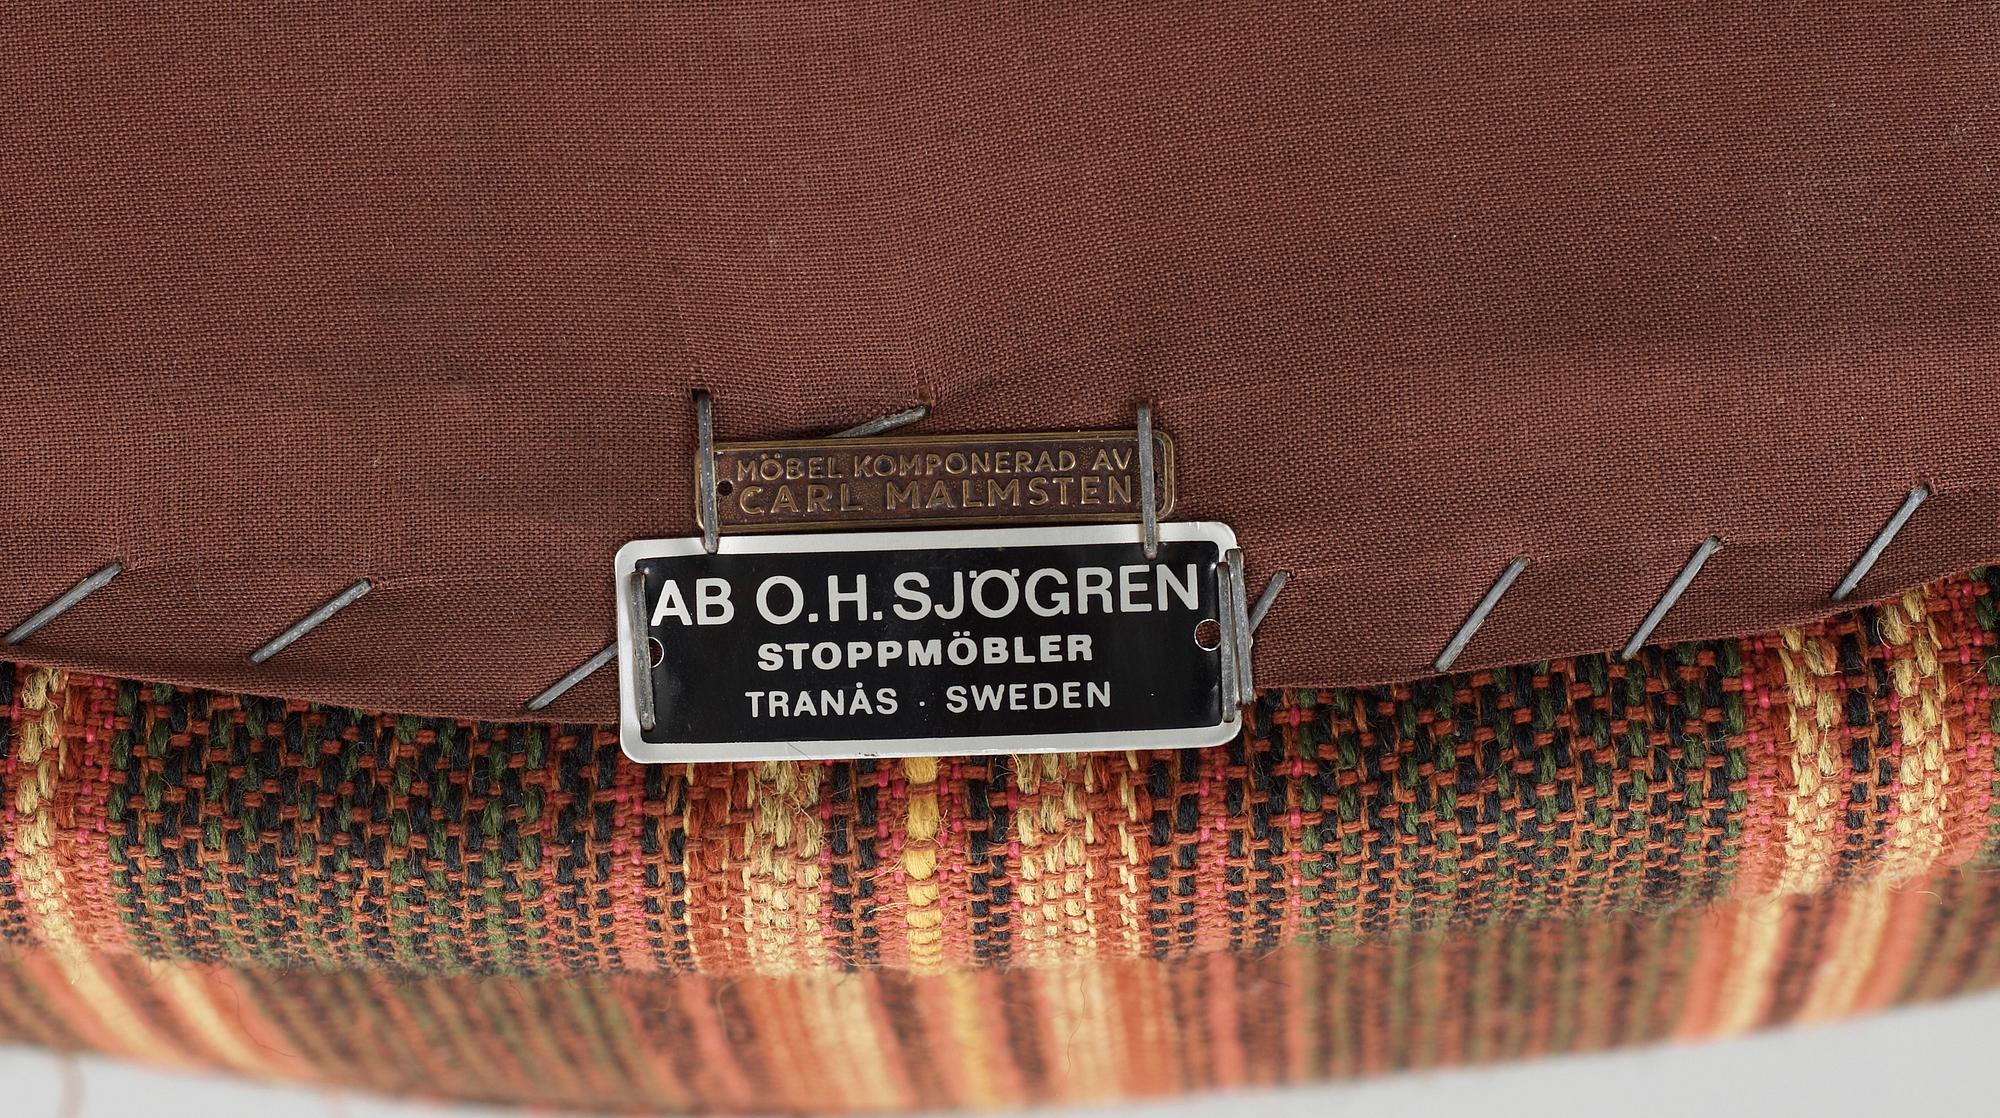 MÖBEL KOMPONERAD AV
CARL MALMSTEN
AB O.H. SJÖGREN
STOPPMÖBLER
TRANÅS · SWEDEN